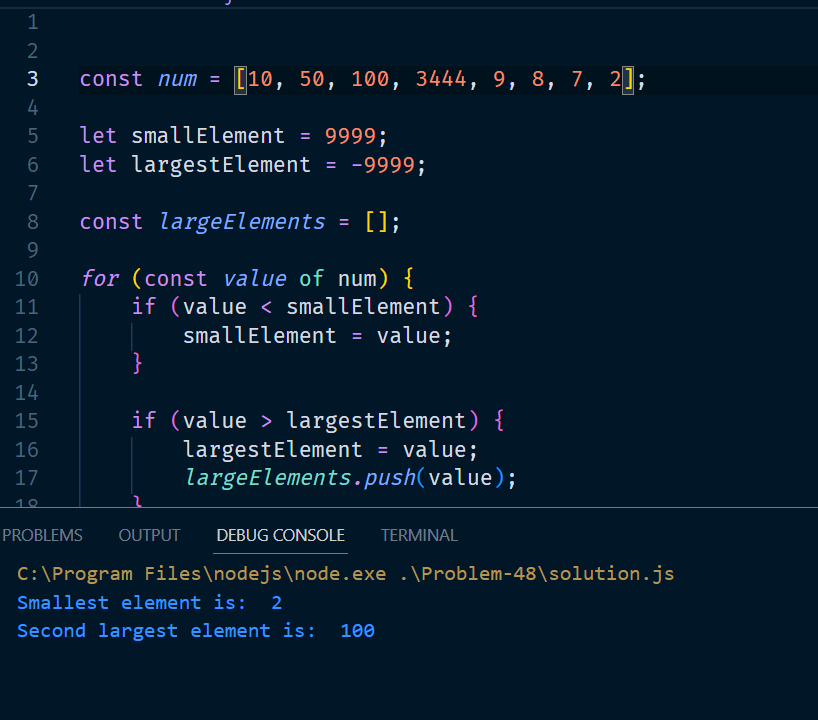 1
2
3 const num = [10, 50, 100, 3444, 9, 8, 7, 2];
4
5 let smallElement = 9999;
6 let largestElement = -9999;
7
8 const largeElements = [];
9
10 for (const value of num) {
11 if (value < smallElement) {
12 smallElement = value;
13 }
14
15 if (value > largestElement) {
16 largestElement = value;
17 largeElements.push(value);
18 }
PROBLEMS OUTPUT DEBUG CONSOLE TERMINAL
C:\Program Files\nodejs\node.exe .\Problem-48\solution.js
Smallest element is:  2
Second largest element is:  100